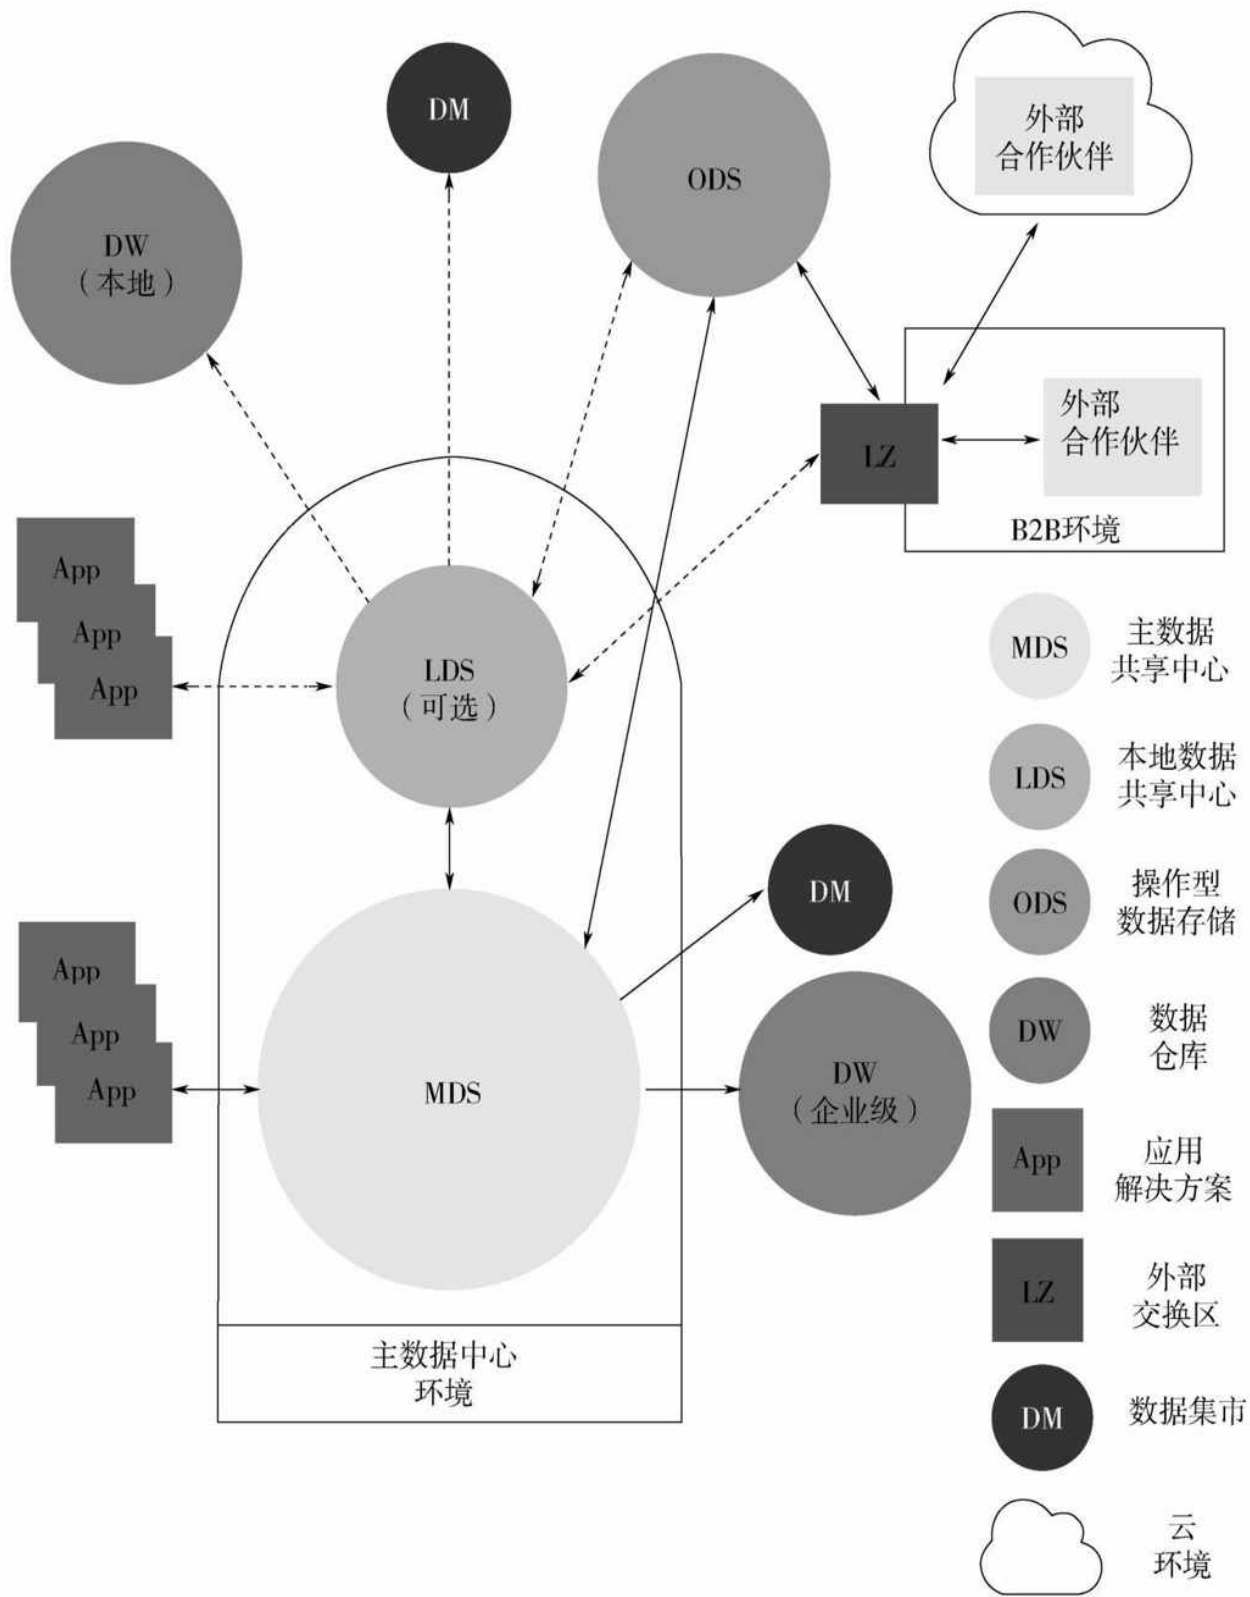 DM
ODS
外部
合作伙伴
DW
（本地）
外部
合作伙伴
LZ
B2B环境
App
App
App
LDS
（可选）
MDS
主数据
共享中心
LDS
本地数据
共享中心
DM
ODS
操作型
数据存储
App
App
App
MDS
DW
（企业级）
DW
数据
仓库
App
应用
解决方案
LZ
外部
交换区
主数据中心
环境
DM
数据集市
云
环境